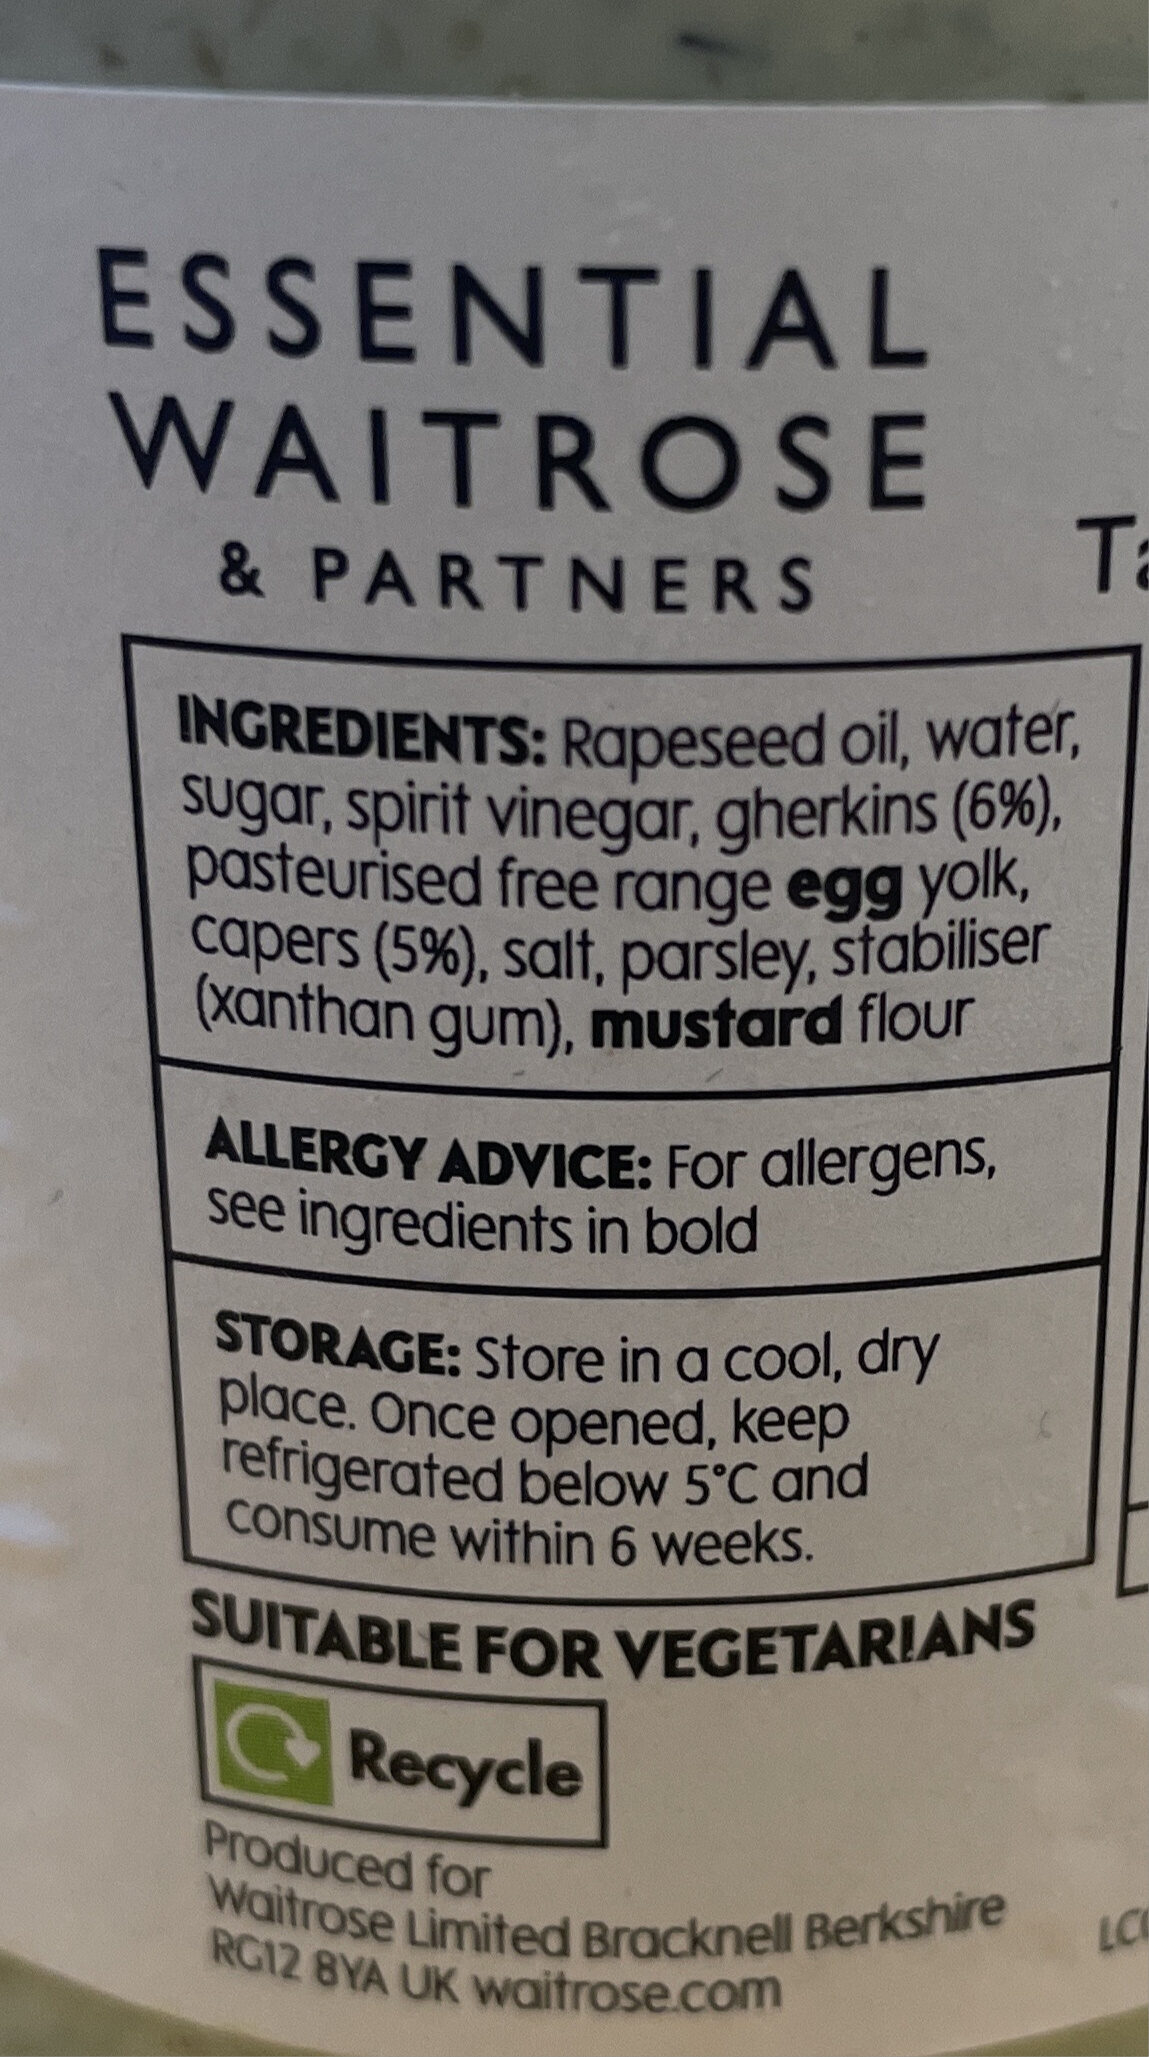 ESSENTIAL
WAITROSE
& PARTNERS
INGREDIENTS: Rapeseed oil, water,
sugar, spirit vinegar, gherkins (6%),
pasteurised free range egg yolk,
capers (5%), salt, parsley, stabiliser
(xanthan gum), mustard flour
ALLERGY ADVICE: For allergens,
see ingredients in bold
STORAGE: Store in a cool, dry
place. Once opened, keep
refrigerated below 5°C and
consume within 6 weeks.
SUITABLE FOR VEGETARIANS
Recycle
Produced for
Waitrose Limited Bracknell Berkshire
RG12 8YA UK waitrose.com